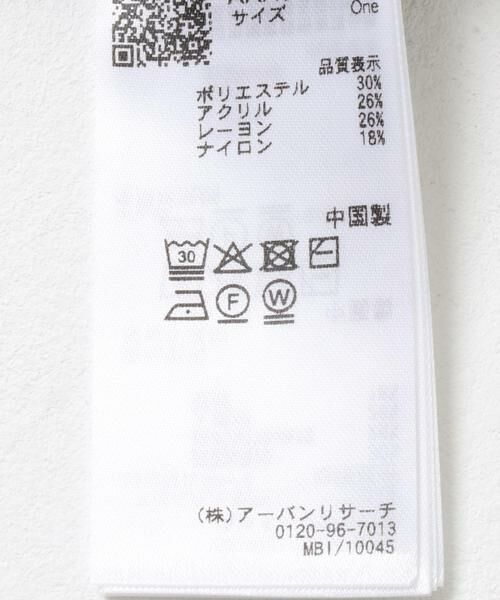 サイズ One
品質表示
ポリエステル 30%
アクリル 26%
レーヨン 26%
ナイロン 18%
中国製
30
F W
(株)アーバンリサーチ
0120-96-7013
MBI/10045